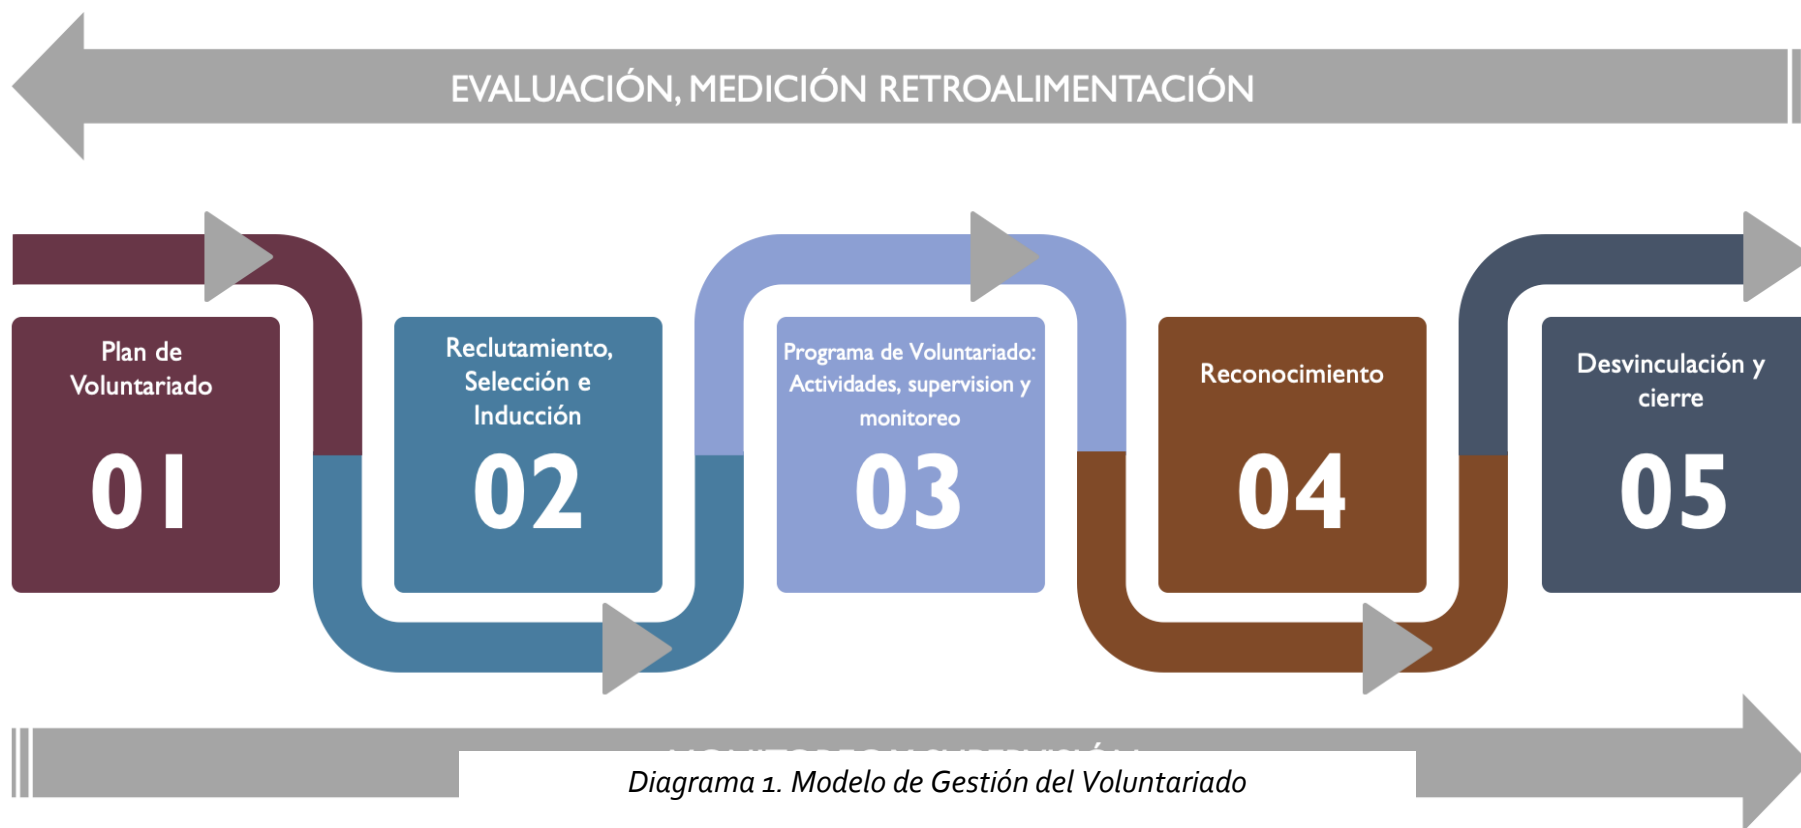 EVALUACIÓN, MEDICIÓN RETROALIMENTACIÓN
Plan de
Voluntariado
01
Reclutamiento,
Selección e
Inducción
02
Programa de Voluntariado:
Actividades, supervision y
monitoreo
03
Reconocimiento
04
Desvinculación y
cierre
05
Diagrama 1. Modelo de Gestión del Voluntariado